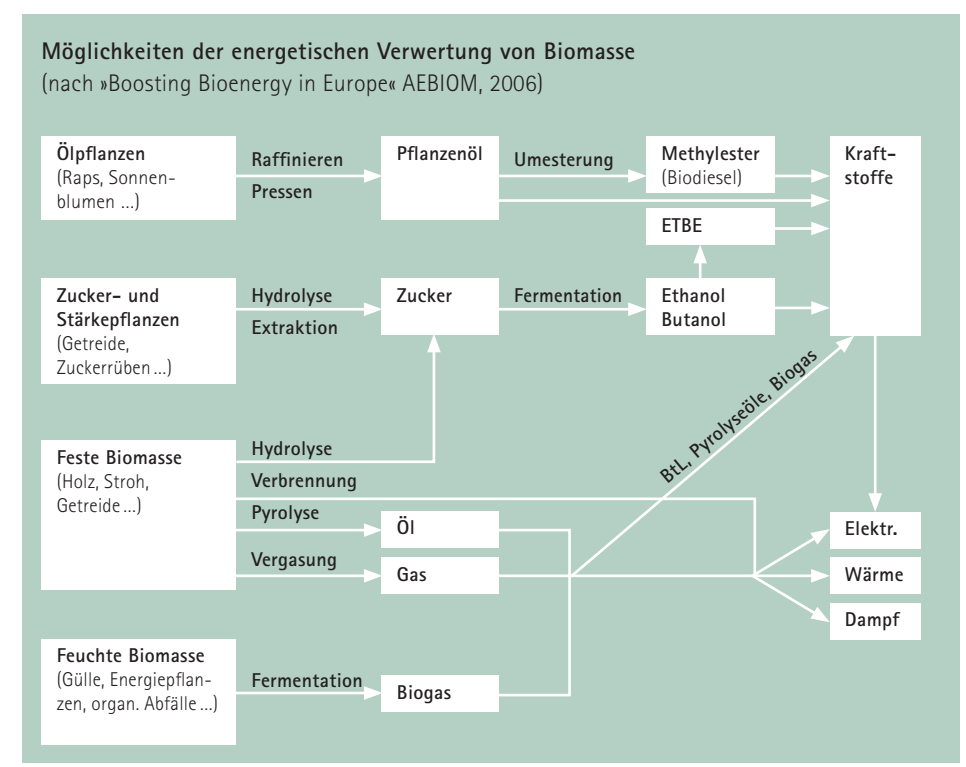 Möglichkeiten der energetischen Verwertung von Biomasse
(nach »Boosting Bioenergy in Europe« AEBIOM, 2006)
Ölpflanzen
(Raps, Sonnen-
blumen ...)
Raffinieren
Pressen
Pflanzenöl
Umesterung
Methylester
(Biodiesel)
Kraft-
stoffe
ETBE
Zucker- und
Stärkepflanzen
(Getreide,
Zuckerrüben ...)
Hydrolyse
Extraktion
Zucker
Fermentation
Ethanol
Butanol
BtL, Pyrolyseöle, Biogas
Feste Biomasse
(Holz, Stroh,
Getreide ...)
Hydrolyse
Verbrennung
Pyrolyse
Vergasung
Öl
Gas
Elektr.
Wärme
Dampf
Feuchte Biomasse
(Gülle, Energiepflan-
zen, organ. Abfälle ...)
Fermentation
Biogas